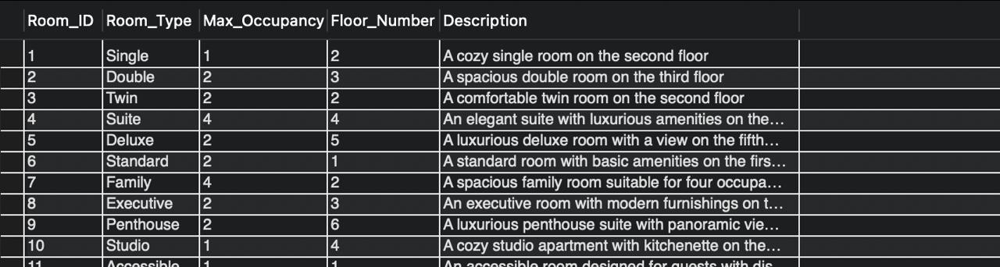 Room_ID Room_Type Max_Occupancy Floor_Number Description
1 Single 1 2 A cozy single room on the second floor
2 Double 2 3 A spacious double room on the third floor
3 Twin 2 2 A comfortable twin room on the second floor
4 Suite 4 4 An elegant suite with luxurious amenities on the...
5 Deluxe 2 5 A luxurious deluxe room with a view on the fifth...
6 Standard 2 1 A standard room with basic amenities on the firs...
7 Family 4 2 A spacious family room suitable for four occupa...
8 Executive 2 3 An executive room with modern furnishings on t...
9 Penthouse 2 6 A luxurious penthouse suite with panoramic vie...
10 Studio 1 4 A cozy studio apartment with kitchenette on the...
11 Accessible 1 1 An accessible room designed for guests with dis...